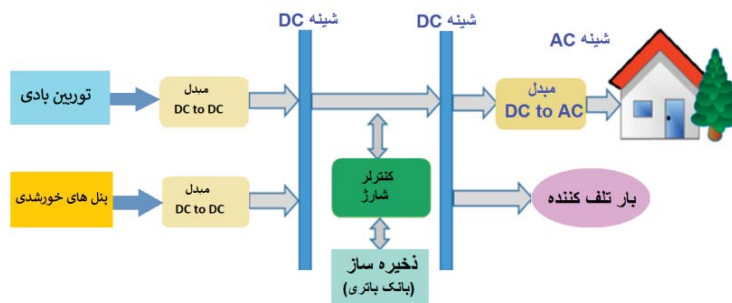 شینه DC
شینه DC
شینه AC
توربین بادی
مبدل
DC to DC
مبدل
DC to AC
پنل های خورشدی
مبدل
DC to DC
کنترلر
شارژ
بار تلف کننده
ذخیره ساز
(بانک باتری)